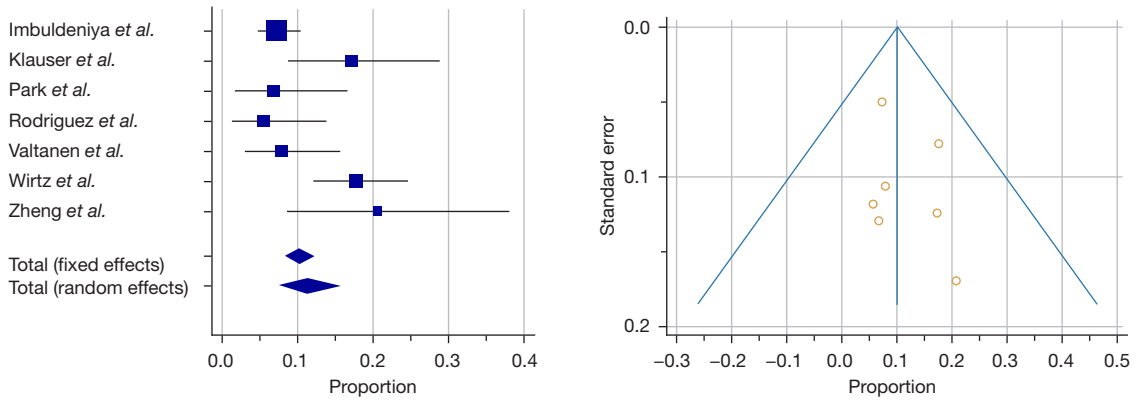 Imbuldeniya et al.
Klauser et al.
Park et al.
Rodriguez et al.
Valtanen et al.
Wirtz et al.
Zheng et al.
Total (fixed effects)
Total (random effects)
0.0 0.1 0.2 0.3 0.4
Proportion
Standard error
0.0
0.1
0.2
−0.3 −0.2 −0.1 0.0 0.1 0.2 0.3 0.4 0.5
Proportion